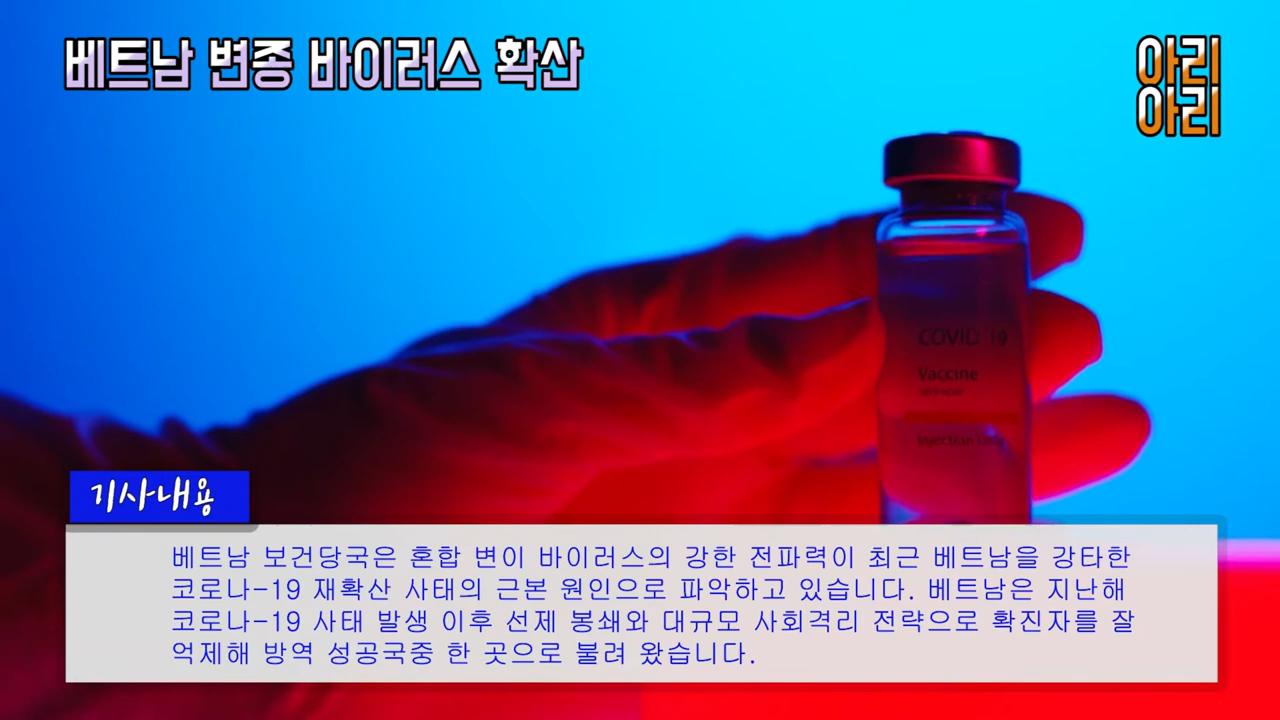 베트남 변종 바이러스 확산
아리
아리
COVID 19
Vaccine
Injection
기사내용
베트남 보건당국은 혼합 변이 바이러스의 강한 전파력이 최근 베트남을 강타한
코로나-19 재확산 사태의 근본 원인으로 파악하고 있습니다. 베트남은 지난해
코로나-19 사태 발생 이후 선제 봉쇄와 대규모 사회격리 전략으로 확진자를 잘
억제해 방역 성공국중 한 곳으로 불려 왔습니다.